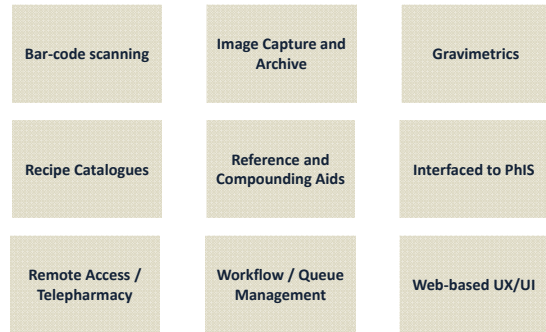 Bar-code scanning
Image Capture and
Archive
Gravimetrics
Recipe Catalogues
Reference and
Compounding Aids
Interfaced to PhIS
Remote Access /
Telepharmacy
Workflow / Queue
Management
Web-based UX/UI